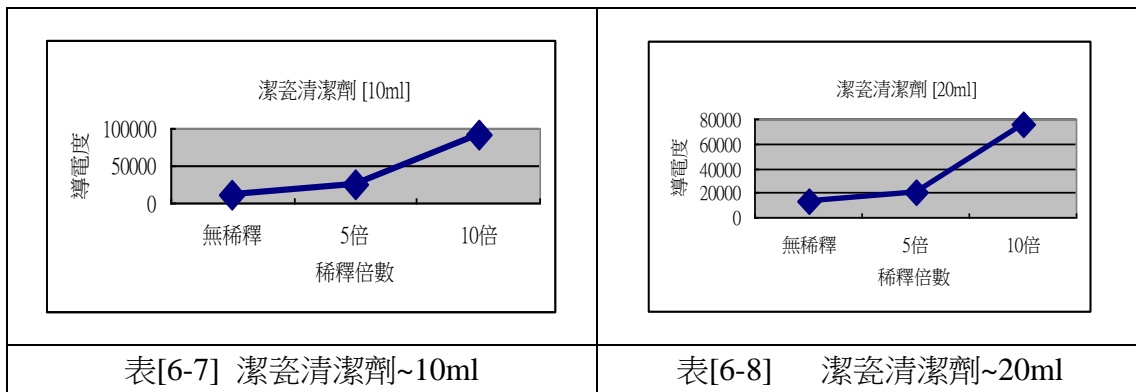 潔瓷清潔劑 [10ml]
導電度
100000
50000
0
無稀釋 5倍 10倍
稀釋倍數
潔瓷清潔劑 [20ml]
導電度
80000
60000
40000
20000
0
無稀釋 5倍 10倍
稀釋倍數
表[6-7] 潔瓷清潔劑~10ml
表[6-8] 潔瓷清潔劑~20ml